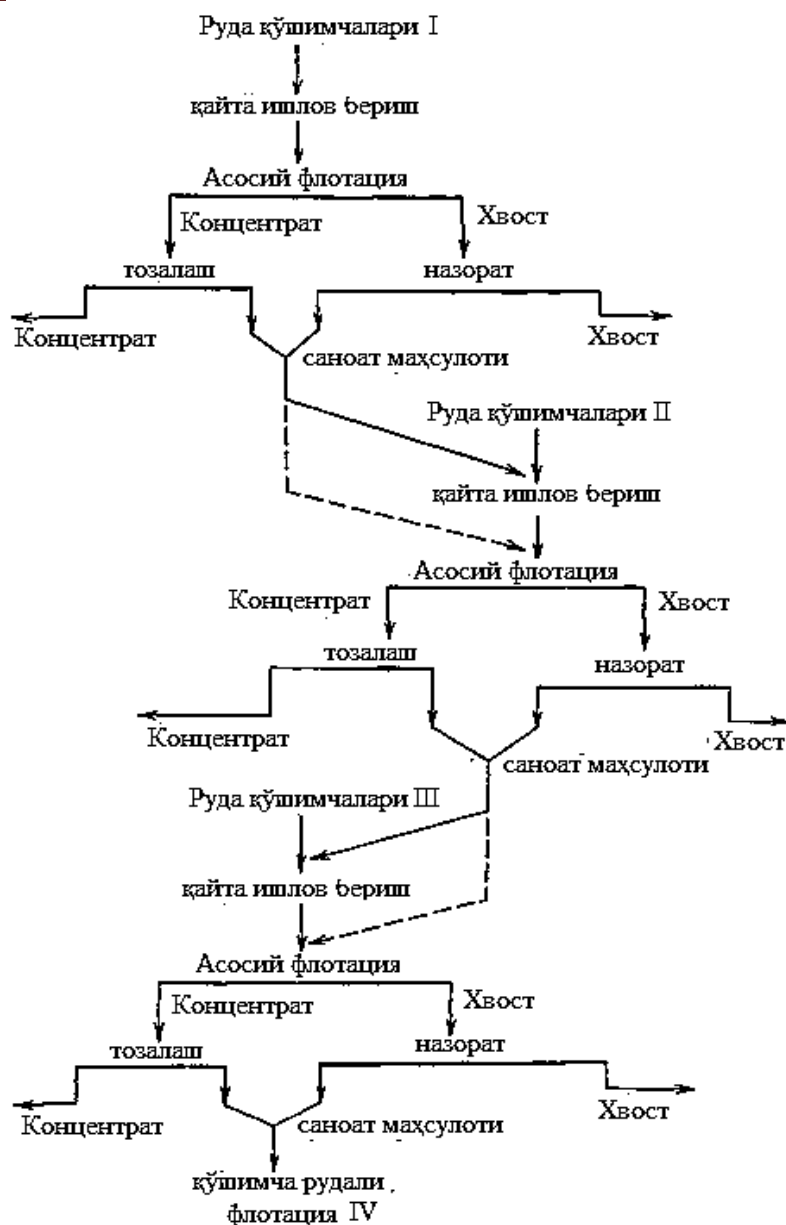 Руда қўшимчалари I
қайта ишлов бериш
Асосий флотация
Концентрат
Хвост
тозалаш
назорат
Концентрат
Хвост
саноат маҳсулоти
Руда қўшимчалари II
қайта ишлов бериш
Асосий флотация
Концентрат
Хвост
тозалаш
назорат
Концентрат
Хвост
саноат маҳсулоти
Руда қўшимчалари III
қайта ишлов бериш
Асосий флотация
Концентрат
Хвост
тозалаш
назорат
Концентрат
Хвост
саноат маҳсулоти
қўшимча рудали
флотация IV